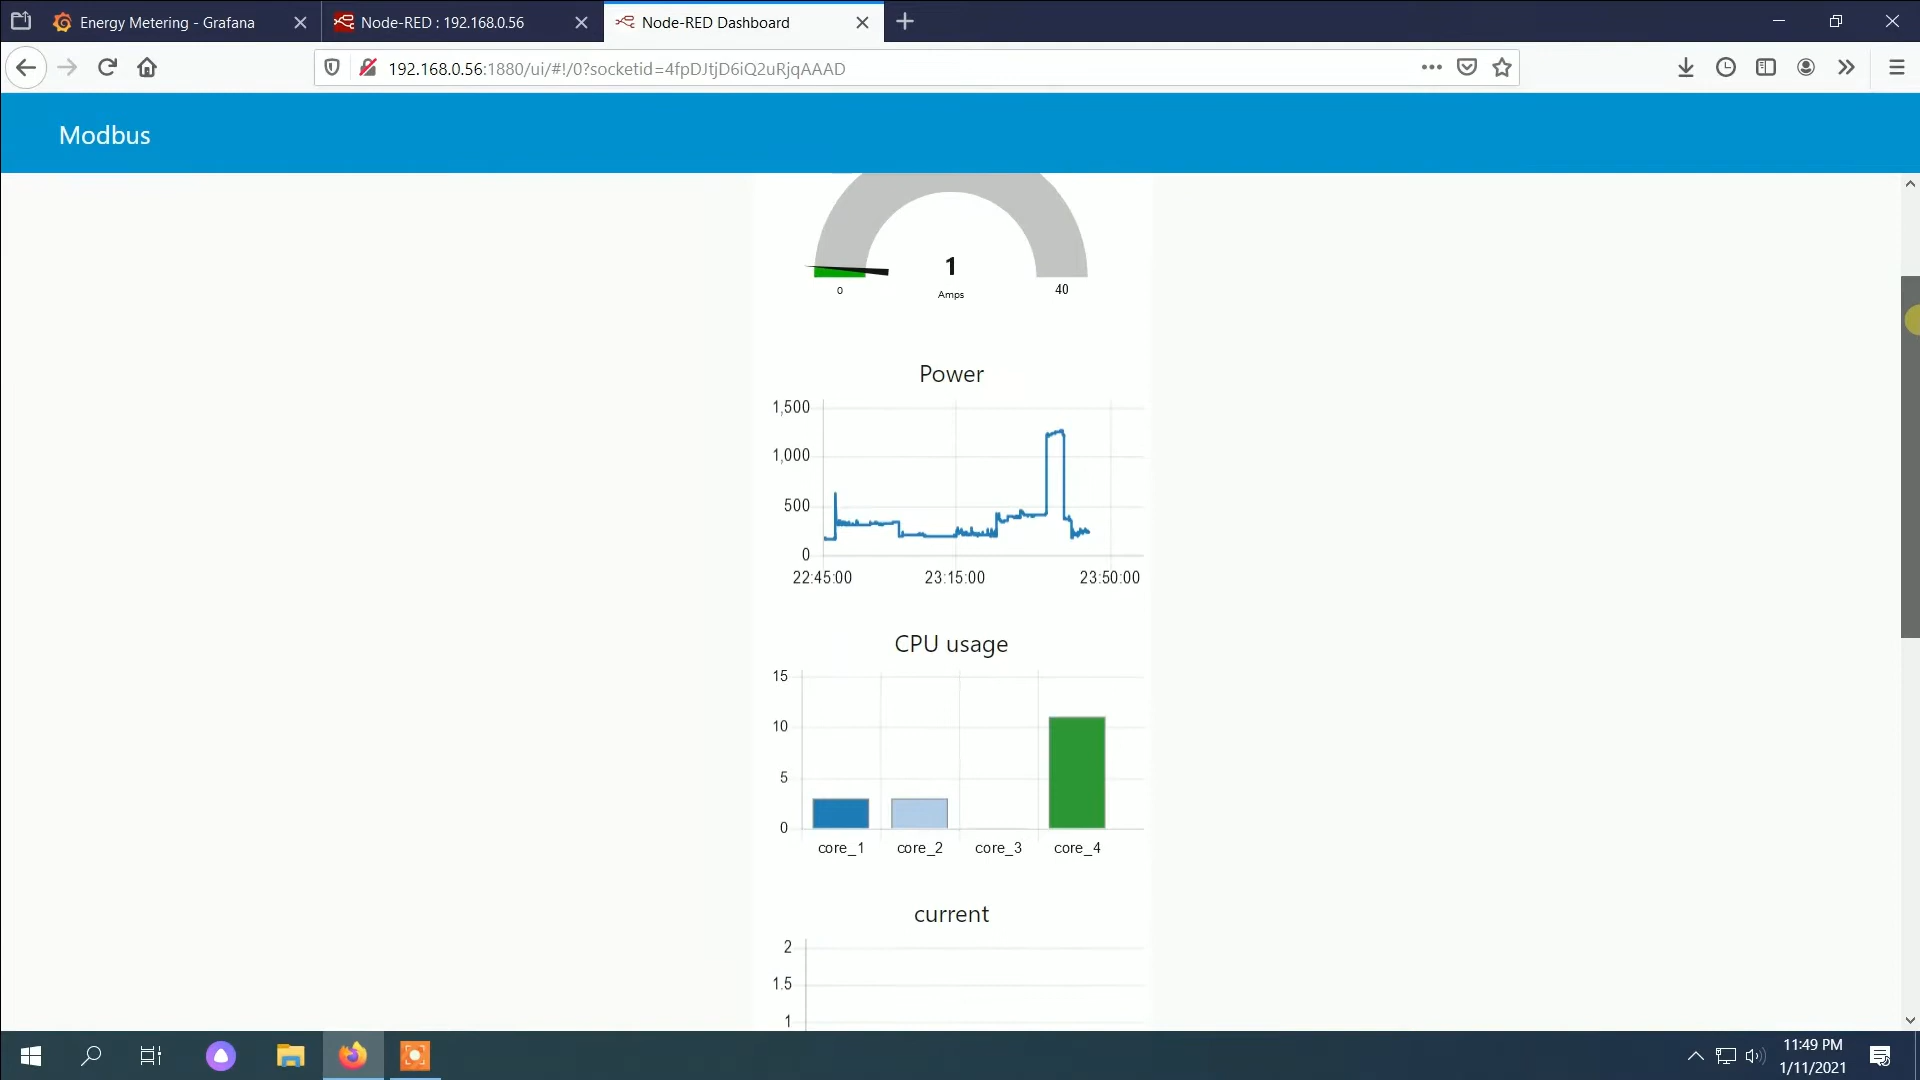 Energy Metering - Grafana
Node-RED : 192.168.0.56
Node-RED Dashboard
192.168.0.56:1880/ui/#!/0?socketid=4fpDJtjD6iQ2uRjqAAAD
Modbus
1
0
Amps
40
Power
1,500
1,000
500
0
22:45:00 23:15:00 23:50:00
CPU usage
15
10
5
0
core_1 core_2 core_3 core_4
current
2
1.5
1
11:49 PM
1/11/2021